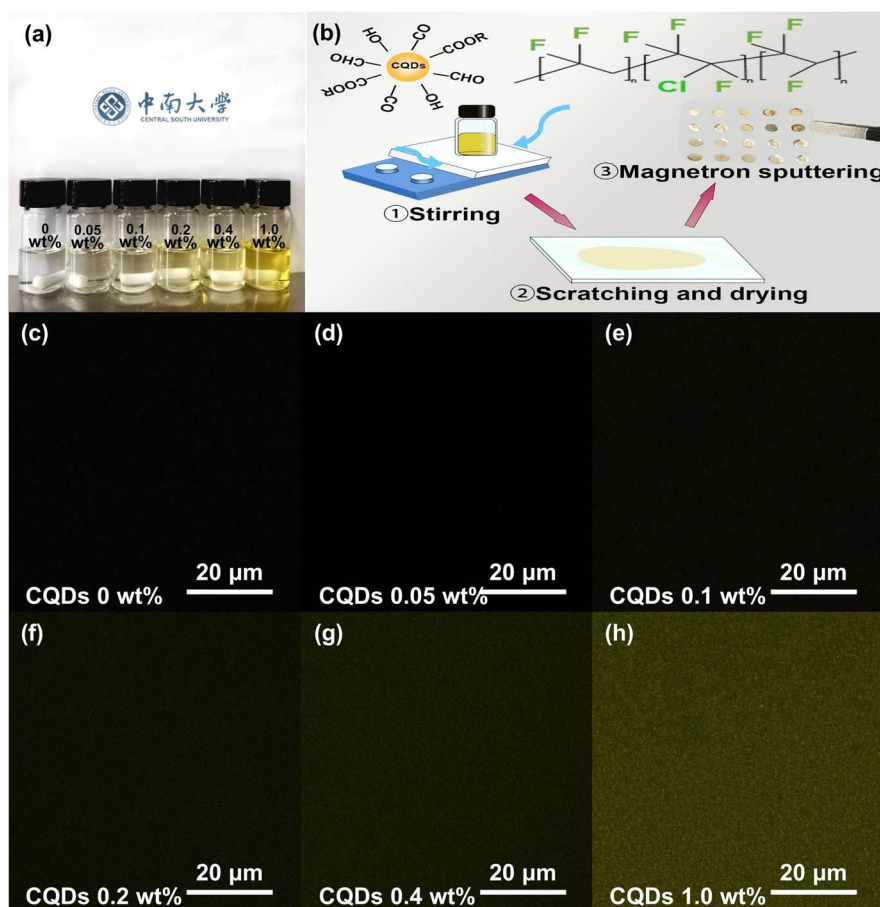 (a)
中南大学
CENTRAL SOUTH UNIVERSITY
0 wt%
0.05 wt%
0.1 wt%
0.2 wt%
0.4 wt%
1.0 wt%
(b)
CQDs
HO
CO
COOR
CHO
CHO
COOR
CO
HO
F F F F F F
[ ]n [ ]n [ ]n
Cl F F
①Stirring
②Scratching and drying
③Magnetron sputtering
(c)
20 μm
CQDs 0 wt%
(d)
20 μm
CQDs 0.05 wt%
(e)
20 μm
CQDs 0.1 wt%
(f)
20 μm
CQDs 0.2 wt%
(g)
20 μm
CQDs 0.4 wt%
(h)
20 μm
CQDs 1.0 wt%